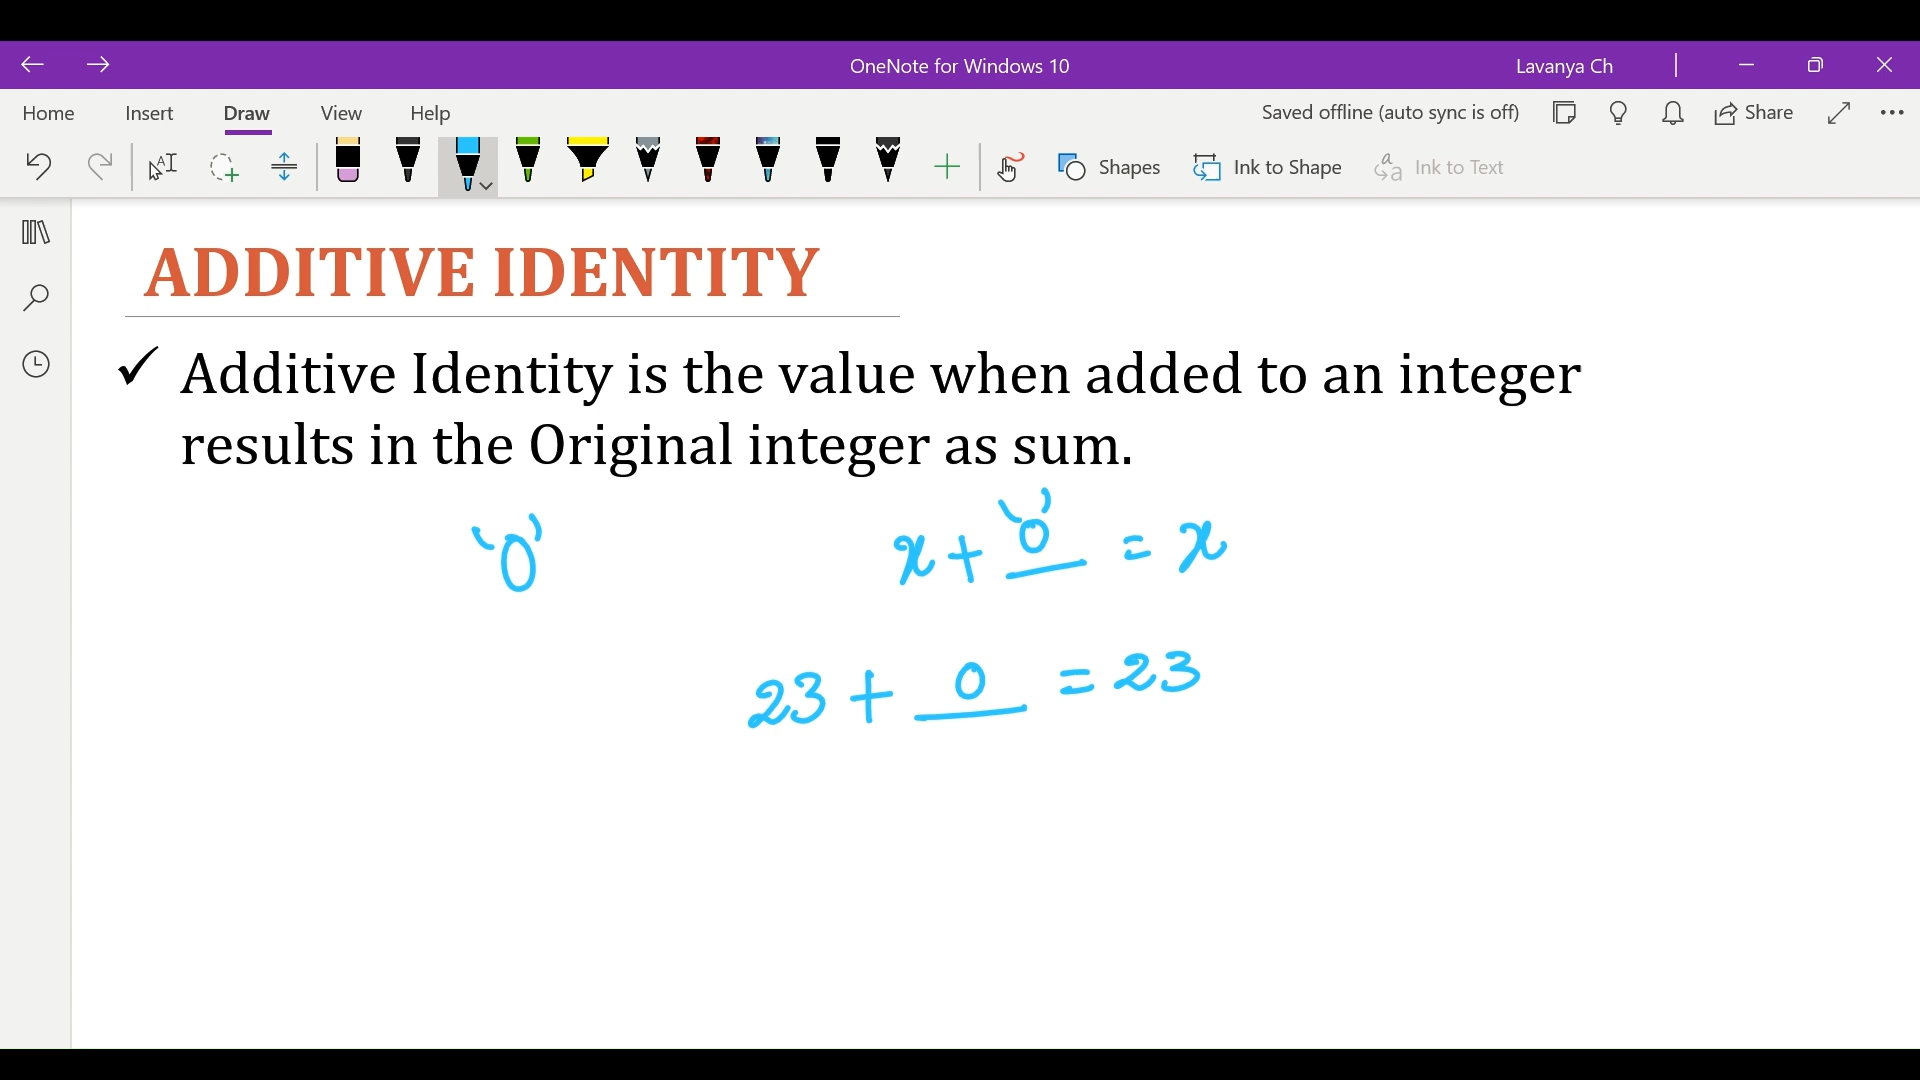 OneNote for Windows 10
Lavanya Ch
Home Insert Draw View Help
Saved offline (auto sync is off)
Share
Shapes
Ink to Shape
Ink to Text
ADDITIVE IDENTITY
✓ Additive Identity is the value when added to an integer
results in the Original integer as sum.
'0'
x + '0' = x
23 + 0 = 23